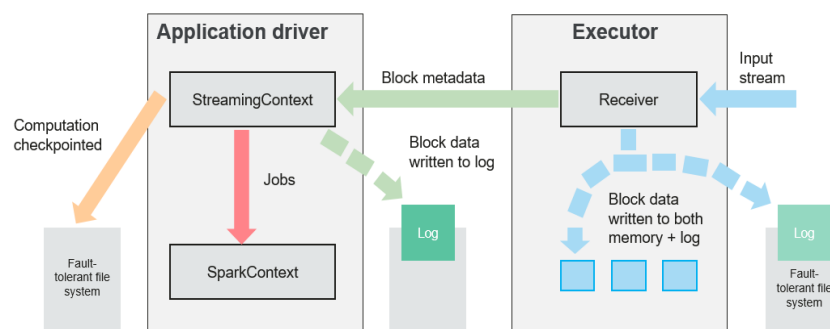 Application driver
Executor
Input
stream
StreamingContext
Block metadata
Receiver
Computation
checkpointed
Block data
written to log
Jobs
Block data
written to both
memory + log
Log
Log
Fault-
tolerant file
system
SparkContext
Fault-
tolerant file
system